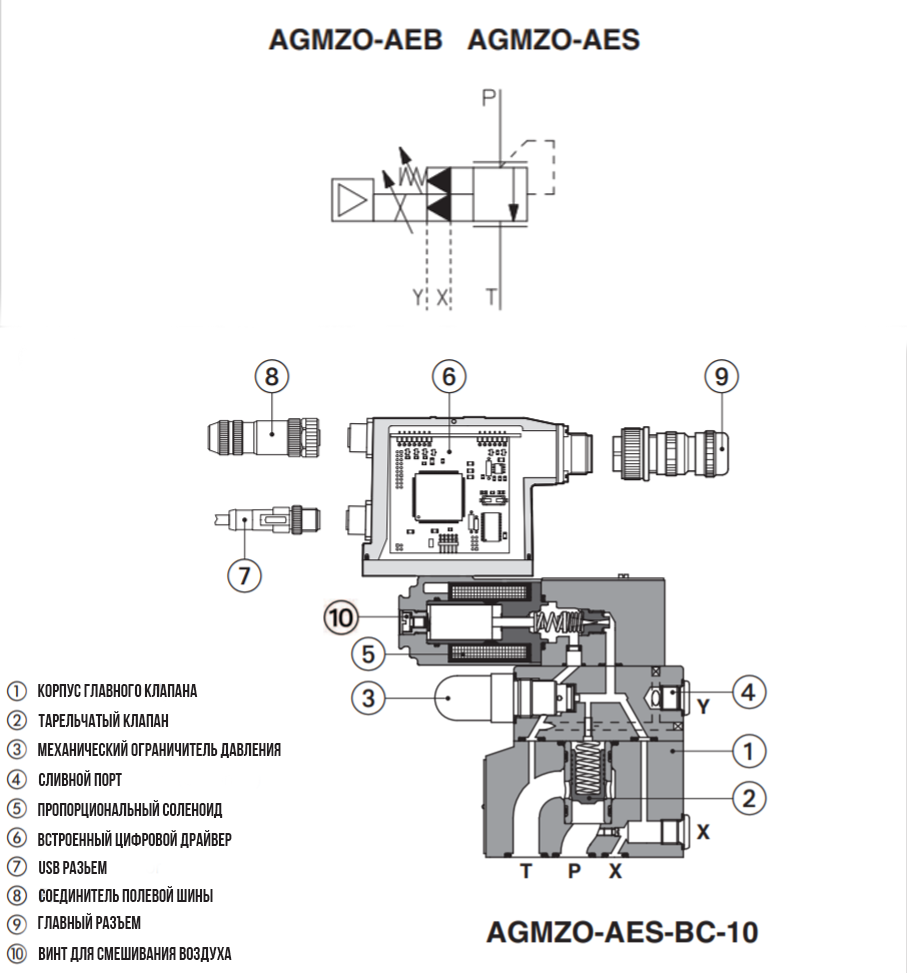 AGMZO-AEB AGMZO-AES
P
Y X T
8 6 9
7
10
5
3 4
Y
1
2
X
T P X
1 КОРПУС ГЛАВНОГО КЛАПАНА
2 ТАРЕЛЬЧАТЫЙ КЛАПАН
3 МЕХАНИЧЕСКИЙ ОГРАНИЧИТЕЛЬ ДАВЛЕНИЯ
4 СЛИВНОЙ ПОРТ
5 ПРОПОРЦИОНАЛЬНЫЙ СОЛЕНОИД
6 ВСТРОЕННЫЙ ЦИФРОВОЙ ДРАЙВЕР
7 USB РАЗЬЕМ
8 СОЕДИНИТЕЛЬ ПОЛЕВОЙ ШИНЫ
9 ГЛАВНЫЙ РАЗЪЕМ
10 ВИНТ ДЛЯ СМЕШИВАНИЯ ВОЗДУХА
AGMZO-AES-BC-10